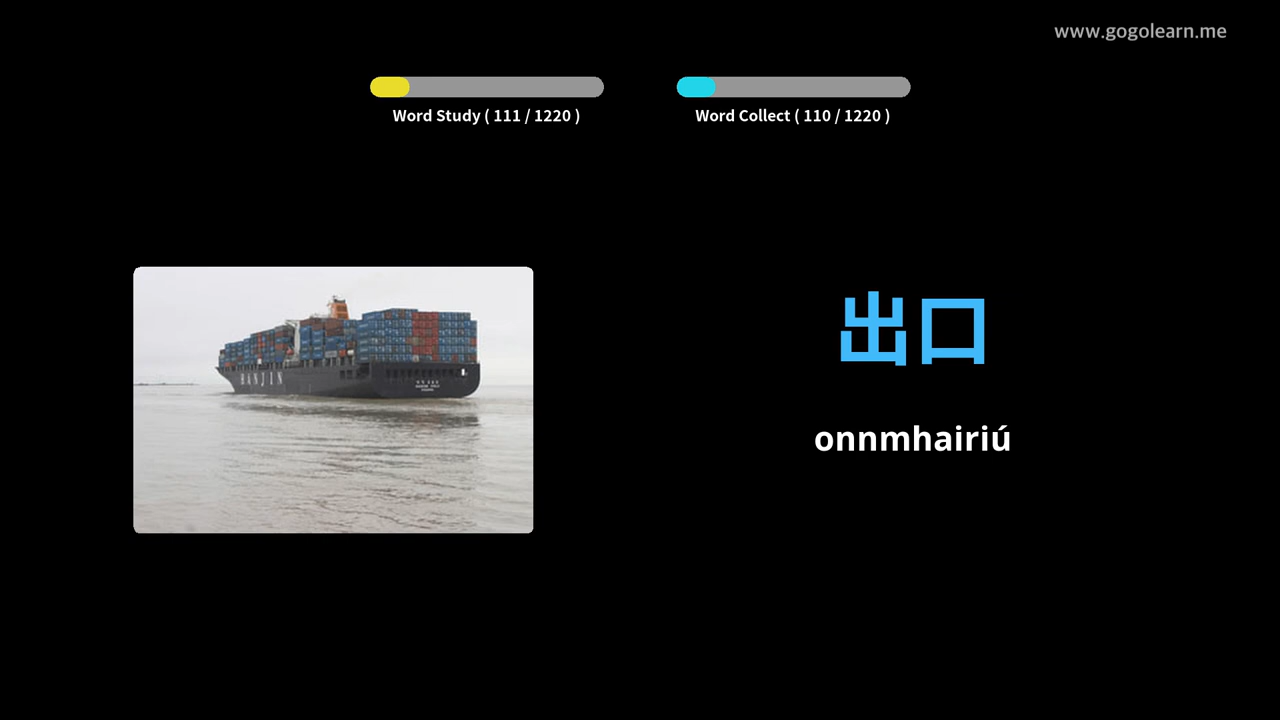 www.gogolearn.me
Word Study ( 111 / 1220 )
Word Collect ( 110 / 1220 )
出口
onnmhairiú
HANJIN